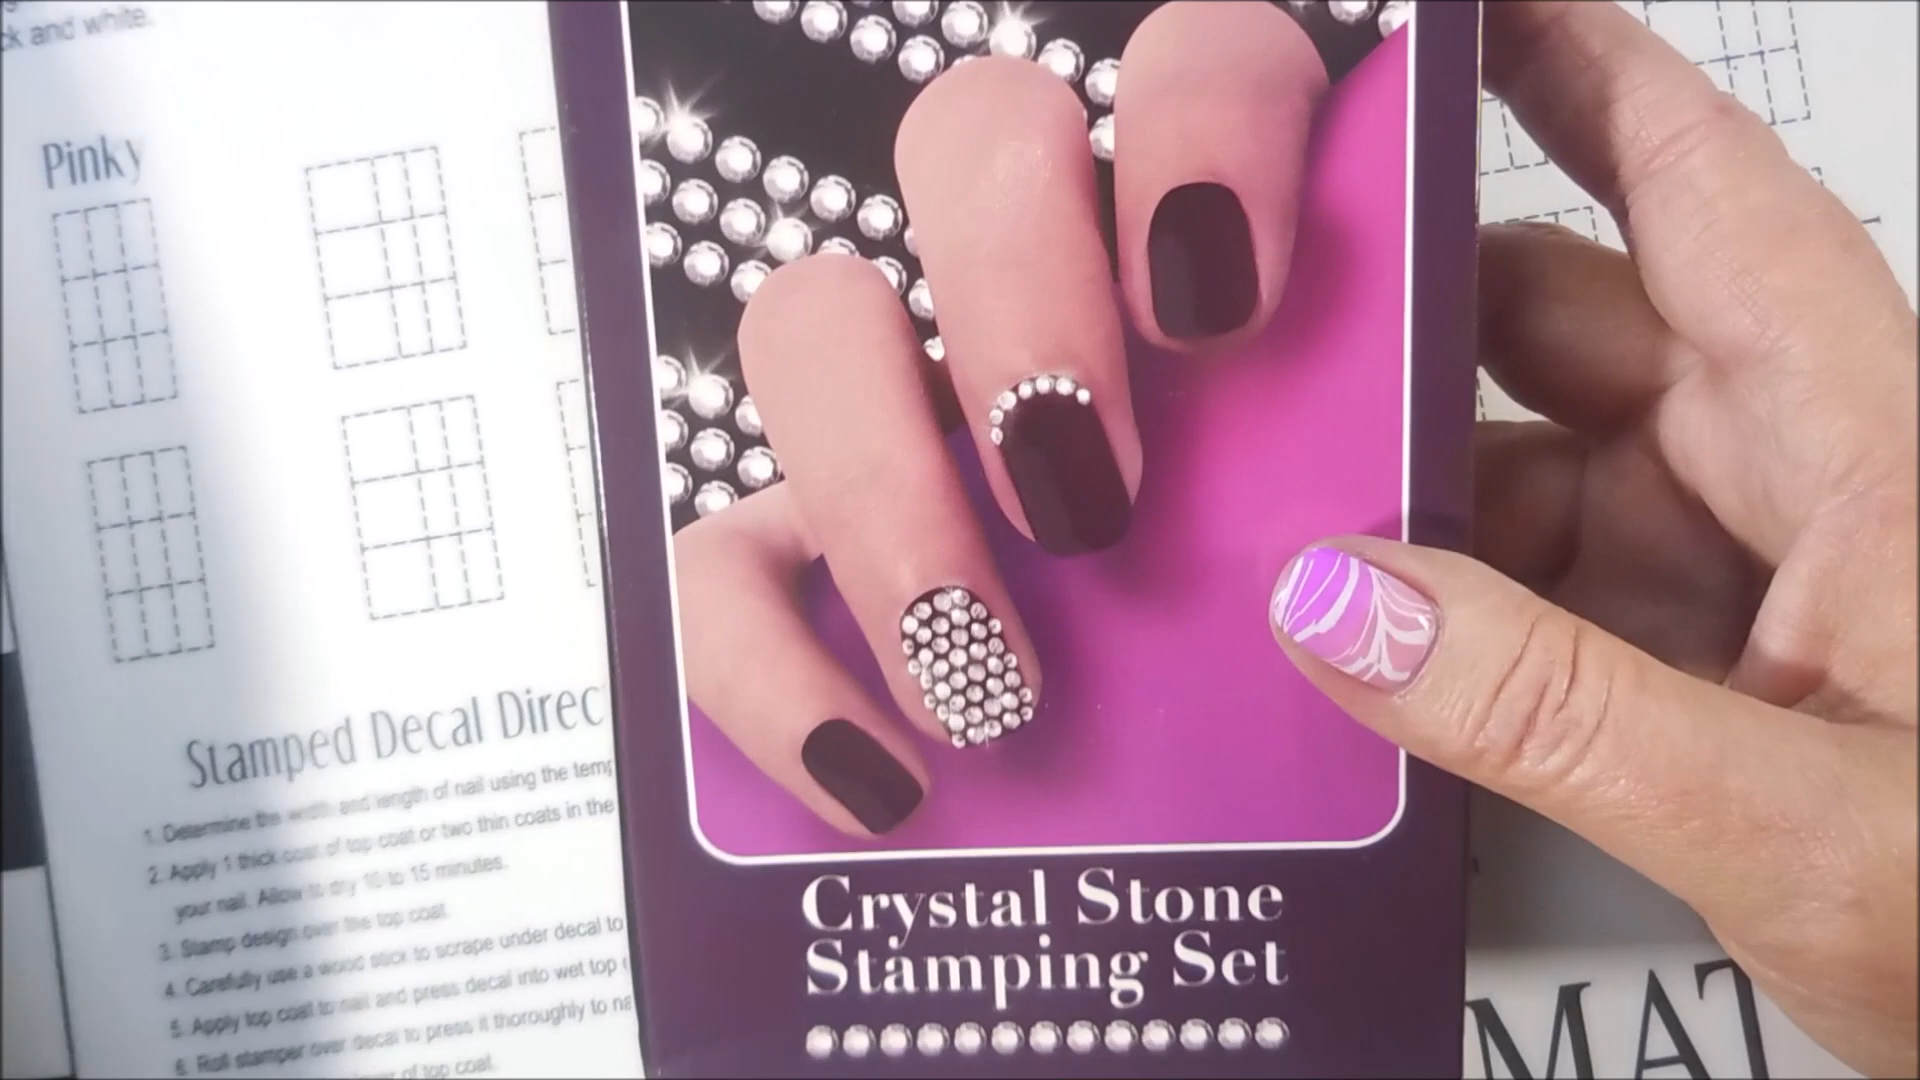 ck and white.
Pinky
Stamped Decal Direc
1. Determine the width and length of nail using the temp
2. Apply 1 thick coat of top coat or two thin coats in the
your nail. Allow to dry 10 to 15 minutes.
3. Stamp design over the top coat.
4. Carefully use a wood stick to scrape under decal to
5. Apply top coat to nail and press decal into wet top
6. Roll stamper over decal to press it thoroughly to na
of top coat.
Crystal Stone
Stamping Set
MAT